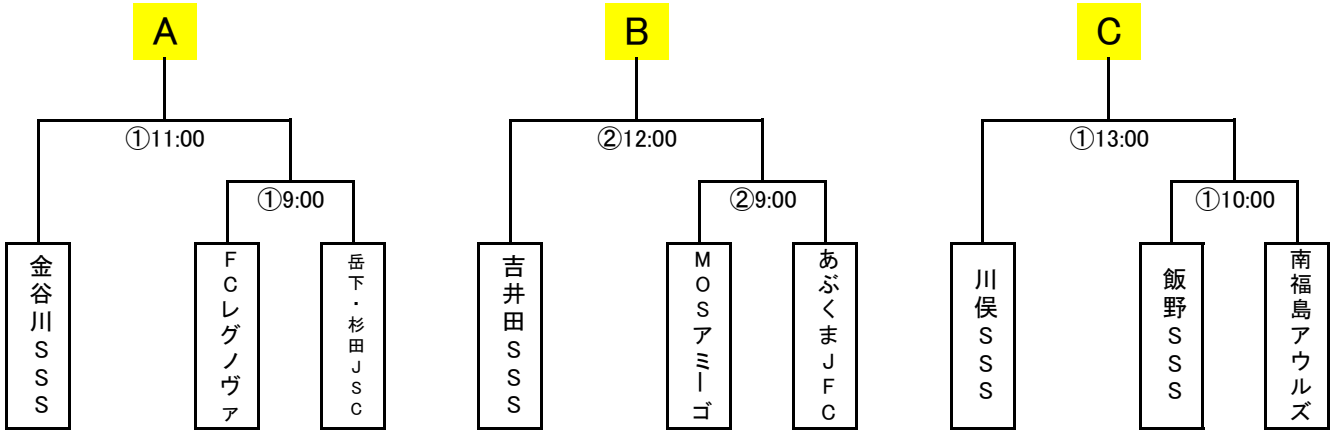 A
B
C
①11:00
②12:00
①13:00
①9:00
②9:00
①10:00
金谷川SSS
FCレグノヴァ
岳下・杉田JSC
吉井田SSS
MOSアミーゴ
あぶくまJFC
川俣SSS
飯野SSS
南福島アウルズ